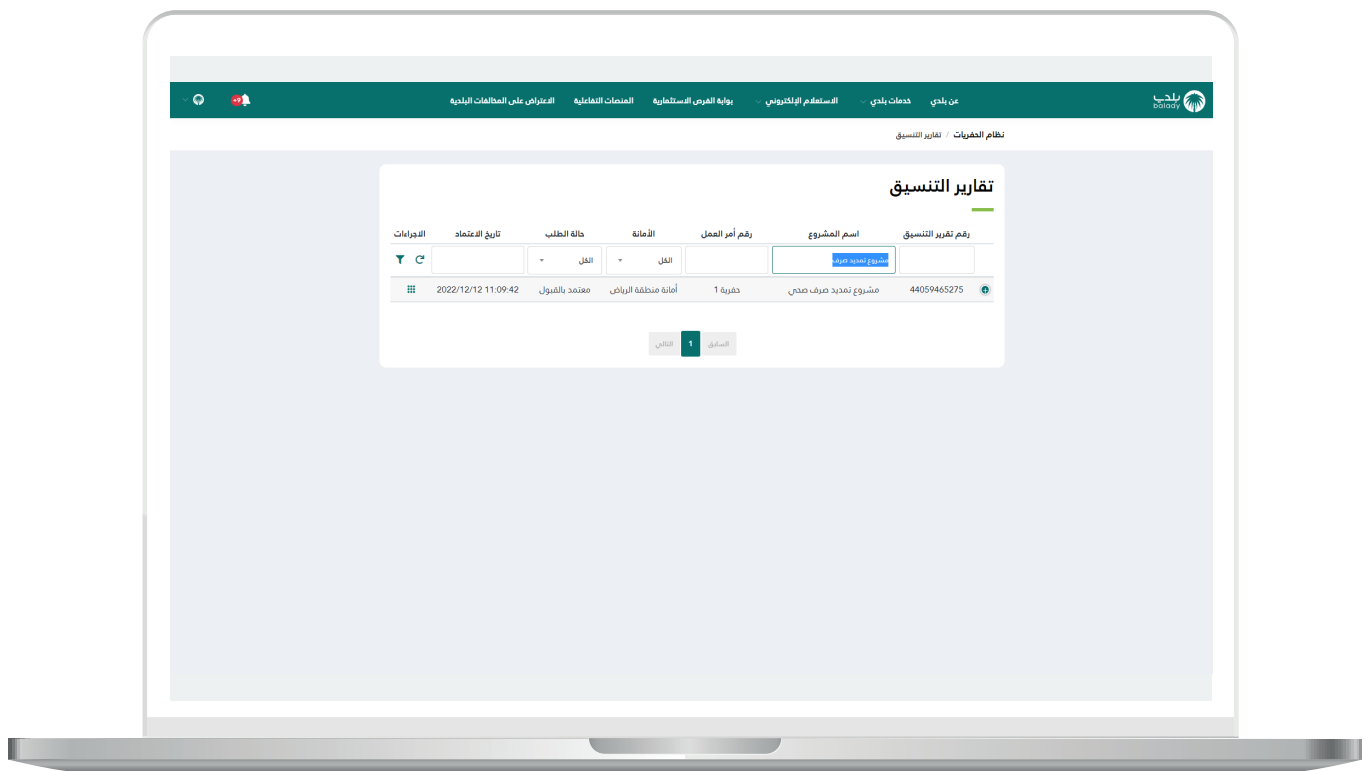 بلدي
balady
عن بلدي خدمات بلدي الاستعلام الإلكتروني بوابة الفرص الاستثمارية المنصات التفاعلية الاعتراض على المخالفات البلدية +9
نظام الحفريات / تقارير التنسيق
تقارير التنسيق
رقم تقرير التنسيق اسم المشروع رقم أمر العمل الأمانة حالة الطلب تاريخ الاعتماد الاجراءات
مشروع تمديد صرف الكل الكل
44059465275 مشروع تمديد صرف صحي حفرية 1 أمانة منطقة الرياض معتمد بالقبول 2022/12/12 11:09:42
السابق 1 التالي